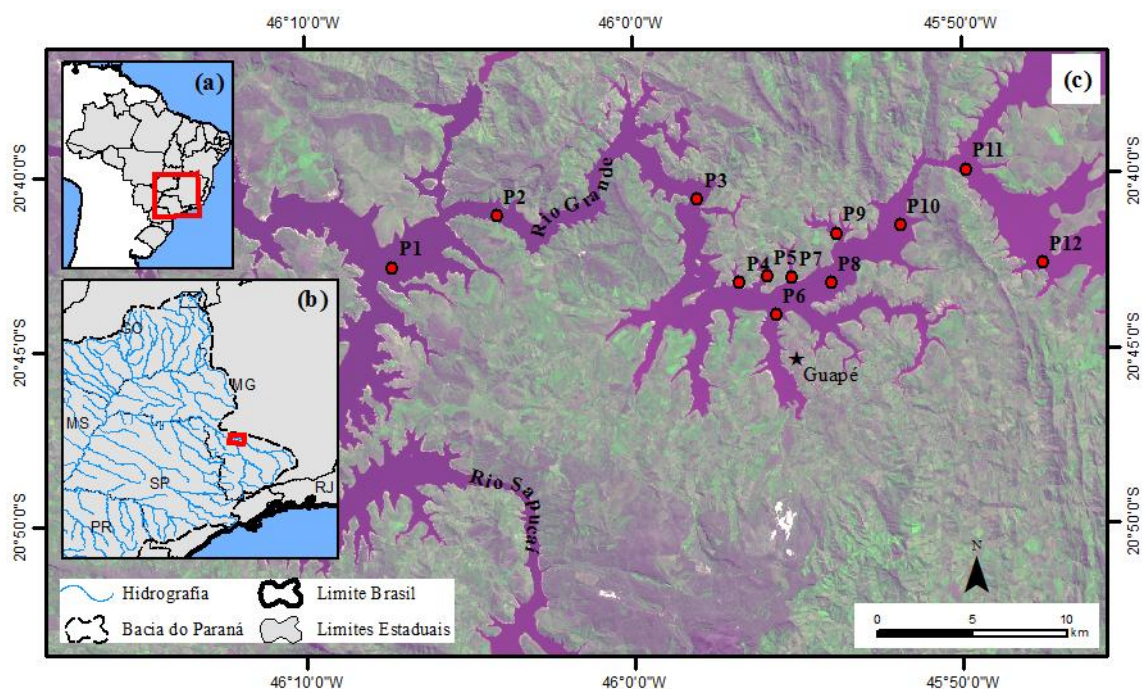 46°10'0"W 46°0'0"W 45°50'0"W
(a)
(c)
20°40'0"S
20°40'0"S
P11
P2
Rio Grande
P3
P9
P10
P1
P4
P5
P7
P8
P12
P6
(b)
20°45'0"S
20°45'0"S
GO
MG
Guapé
MS
SP
RJ
PR
Rio Sapucaí
20°50'0"S
20°50'0"S
N
Hidrografia
Limite Brasil
Bacia do Paraná
Limites Estaduais
0 5 10
km
46°10'0"W 46°0'0"W 45°50'0"W